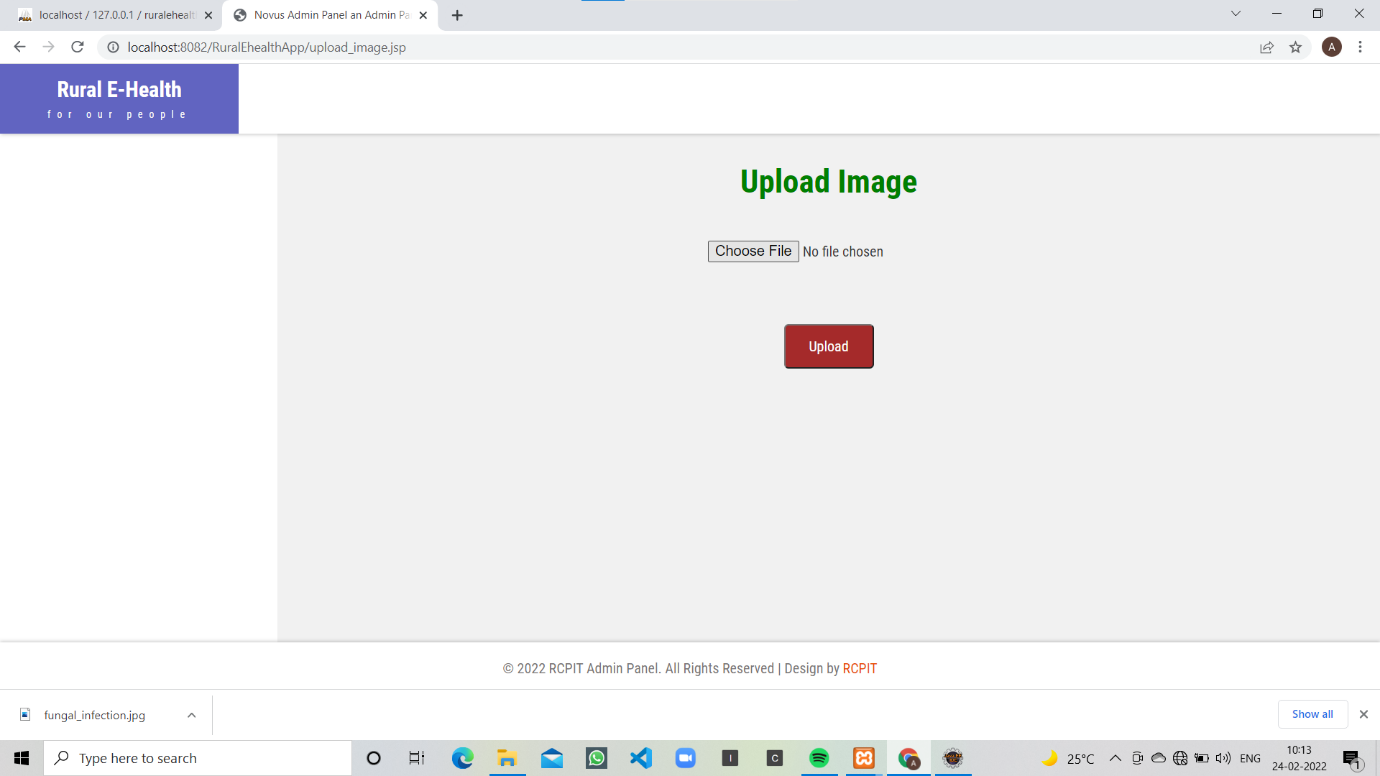 localhost / 127.0.0.1 / ruralehealt
Novus Admin Panel an Admin Pa
localhost:8082/RuralEhealthApp/upload_image.jsp
A
Rural E-Health
for our people
Upload Image
Choose File No file chosen
Upload
© 2022 RCPIT Admin Panel. All Rights Reserved | Design by RCPIT
fungal_infection.jpg
Show all
Type here to search
I
C
A
25°C
ENG
10:13
24-02-2022
1